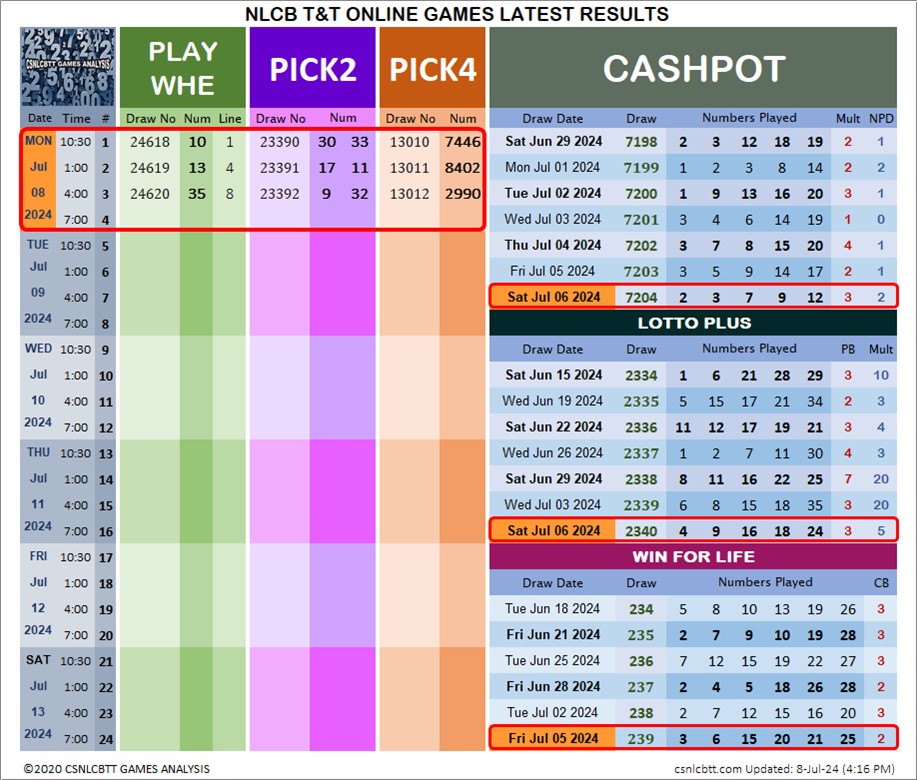 NLCB T&T ONLINE GAMES LATEST RESULTS
CSNLCBTT GAMES ANALYSIS
PLAY WHE
PICK2
PICK4
CASHPOT
Date Time # Draw No Num Line Draw No Num Draw No Num
MON 10:30 1 24618 10 1 23390 30 33 13010 7446
Jul 1:00 2 24619 13 4 23391 17 11 13011 8402
08 4:00 3 24620 35 8 23392 9 32 13012 2990
2024 7:00 4
TUE 10:30 5
Jul 1:00 6
09 4:00 7
2024 7:00 8
WED 10:30 9
Jul 1:00 10
10 4:00 11
2024 7:00 12
THU 10:30 13
Jul 1:00 14
11 4:00 15
2024 7:00 16
FRI 10:30 17
Jul 1:00 18
12 4:00 19
2024 7:00 20
SAT 10:30 21
Jul 1:00 22
13 4:00 23
2024 7:00 24
Draw Date Draw Numbers Played Mult NPD
Sat Jun 29 2024 7198 2 3 12 18 19 2 1
Mon Jul 01 2024 7199 1 2 3 8 14 2 2
Tue Jul 02 2024 7200 1 9 13 16 20 3 1
Wed Jul 03 2024 7201 3 4 6 14 19 1 0
Thu Jul 04 2024 7202 3 7 8 15 20 4 1
Fri Jul 05 2024 7203 3 5 9 14 17 2 1
Sat Jul 06 2024 7204 2 3 7 9 12 3 2
LOTTO PLUS
Draw Date Draw Numbers Played PB Mult
Sat Jun 15 2024 2334 1 6 21 28 29 3 10
Wed Jun 19 2024 2335 5 15 17 21 34 2 3
Sat Jun 22 2024 2336 11 12 17 19 21 3 4
Wed Jun 26 2024 2337 1 2 7 11 30 4 3
Sat Jun 29 2024 2338 8 11 16 22 25 7 20
Wed Jul 03 2024 2339 6 8 15 18 35 3 20
Sat Jul 06 2024 2340 4 9 16 18 24 3 5
WIN FOR LIFE
Draw Date Draw Numbers Played CB
Tue Jun 18 2024 234 5 8 10 13 19 26 3
Fri Jun 21 2024 235 2 7 9 10 19 28 3
Tue Jun 25 2024 236 7 12 15 19 22 27 3
Fri Jun 28 2024 237 2 4 5 18 26 28 2
Tue Jul 02 2024 238 2 7 12 15 16 20 3
Fri Jul 05 2024 239 3 6 15 20 21 25 2
©2020 CSNLCBTT GAMES ANALYSIS
csnlcbtt.com Updated: 8-Jul-24 (4:16 PM)